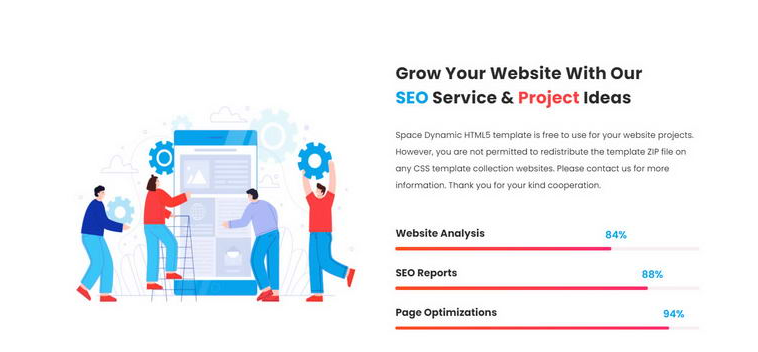 Grow Your Website With Our
SEO Service & Project Ideas
Space Dynamic HTML5 template is free to use for your website projects.
However, you are not permitted to redistribute the template ZIP file on
any CSS template collection websites. Please contact us for more
information. Thank you for your kind cooperation.
Website Analysis 84%
SEO Reports 88%
Page Optimizations 94%